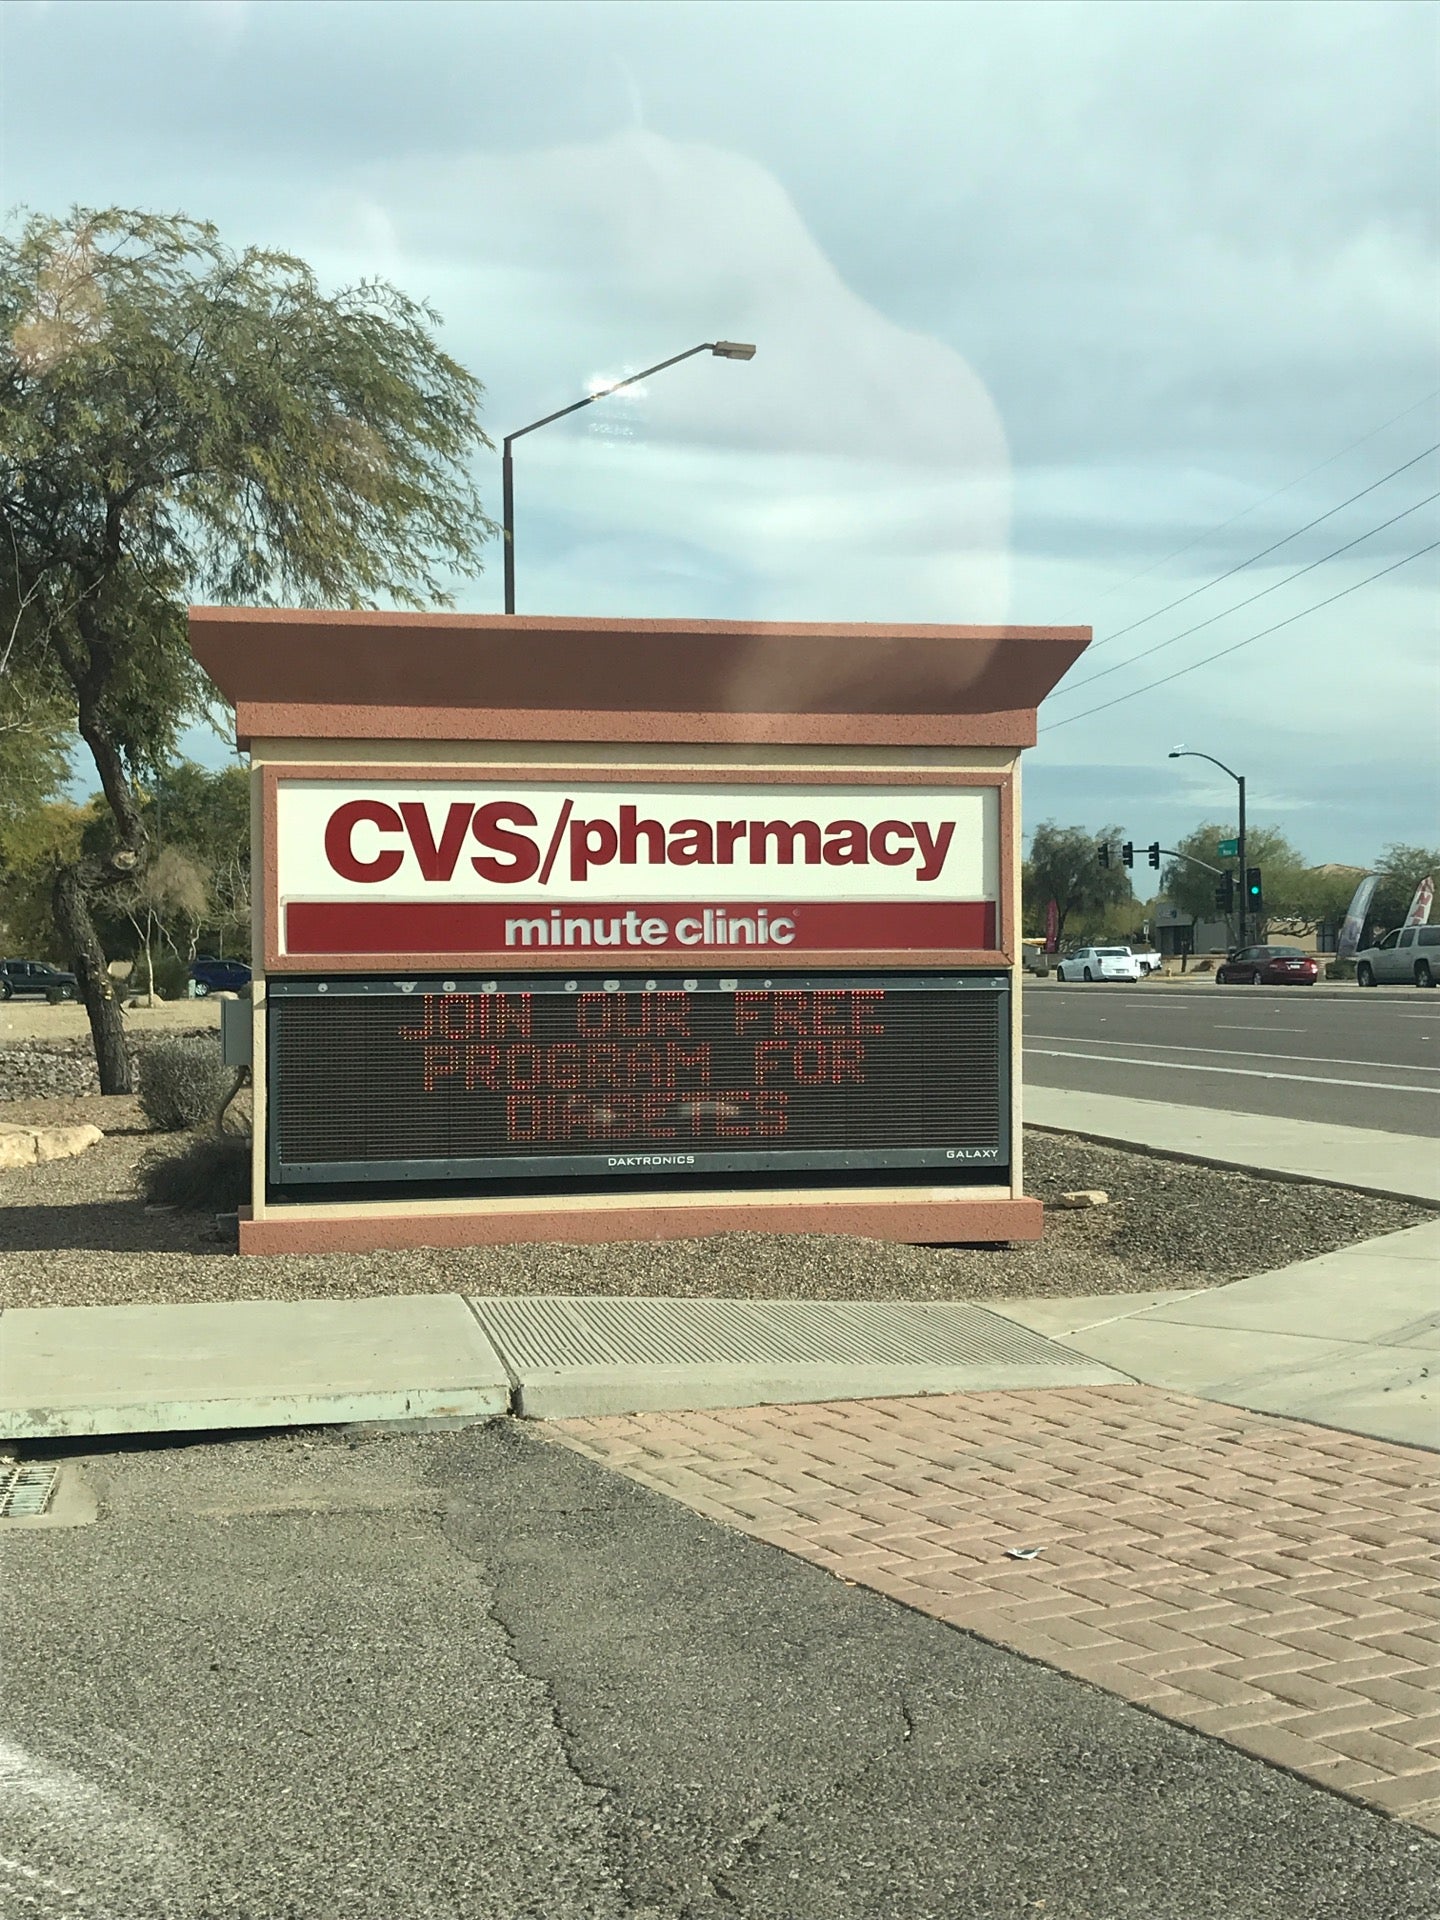 CVS/pharmacy
minute clinic
JOIN OUR FREE
PROGRAM FOR
DIABETES
DAKTRONICS
GALAXY